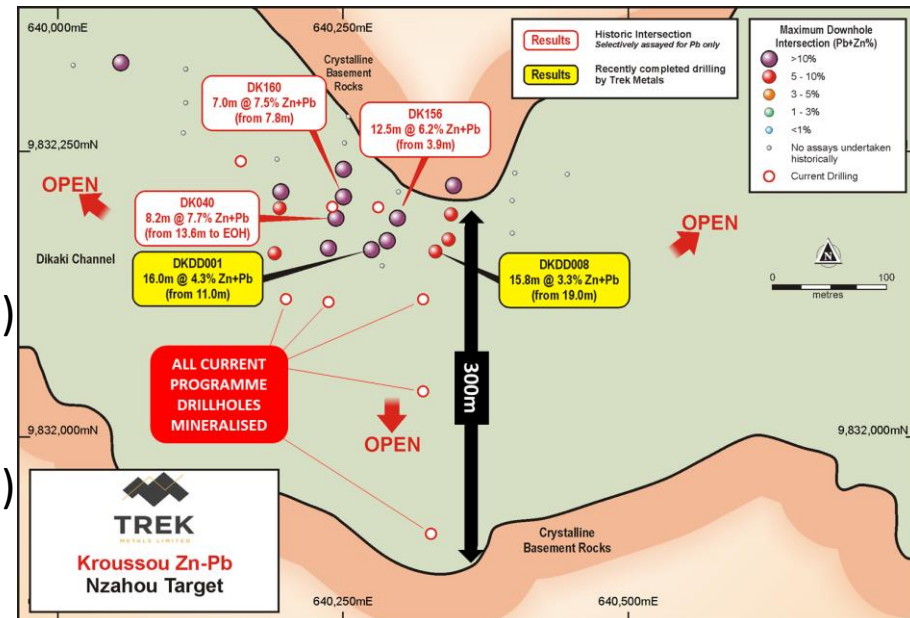 640,000mE
640,250mE
Results
Historic Intersection
Selectively assayed for Pb only
Results
Recently completed drilling
by Trek Metals
Maximum Downhole
Intersection (Pb+Zn%)
>10%
5 - 10%
3 - 5%
1 - 3%
<1%
No assays undertaken
historically
Current Drilling
Crystalline
Basement
Rocks
DK160
7.0m @ 7.5% Zn+Pb
(from 7.8m)
DK156
12.5m @ 6.2% Zn+Pb
(from 3.9m)
9,832,250mN
OPEN
DK040
8.2m @ 7.7% Zn+Pb
(from 13.6m to EOH)
OPEN
Dikaki Channel
DKDD001
16.0m @ 4.3% Zn+Pb
(from 11.0m)
DKDD008
15.8m @ 3.3% Zn+Pb
(from 19.0m)
N
0
100
metres
)
ALL CURRENT
PROGRAMME
DRILLHOLES
MINERALISED
300m
OPEN
9,832,000mN
9,832,000mN
)
TREK
METALS LIMITED
Kroussou Zn-Pb
Nzahou Target
Crystalline
Basement Rocks
640,250mE
640,500mE